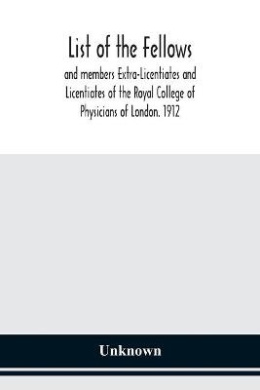 List of the Fellows
and members Extra-Licentiates and
Licentiates of the Royal College of
Physicians of London. 1912
Unknown